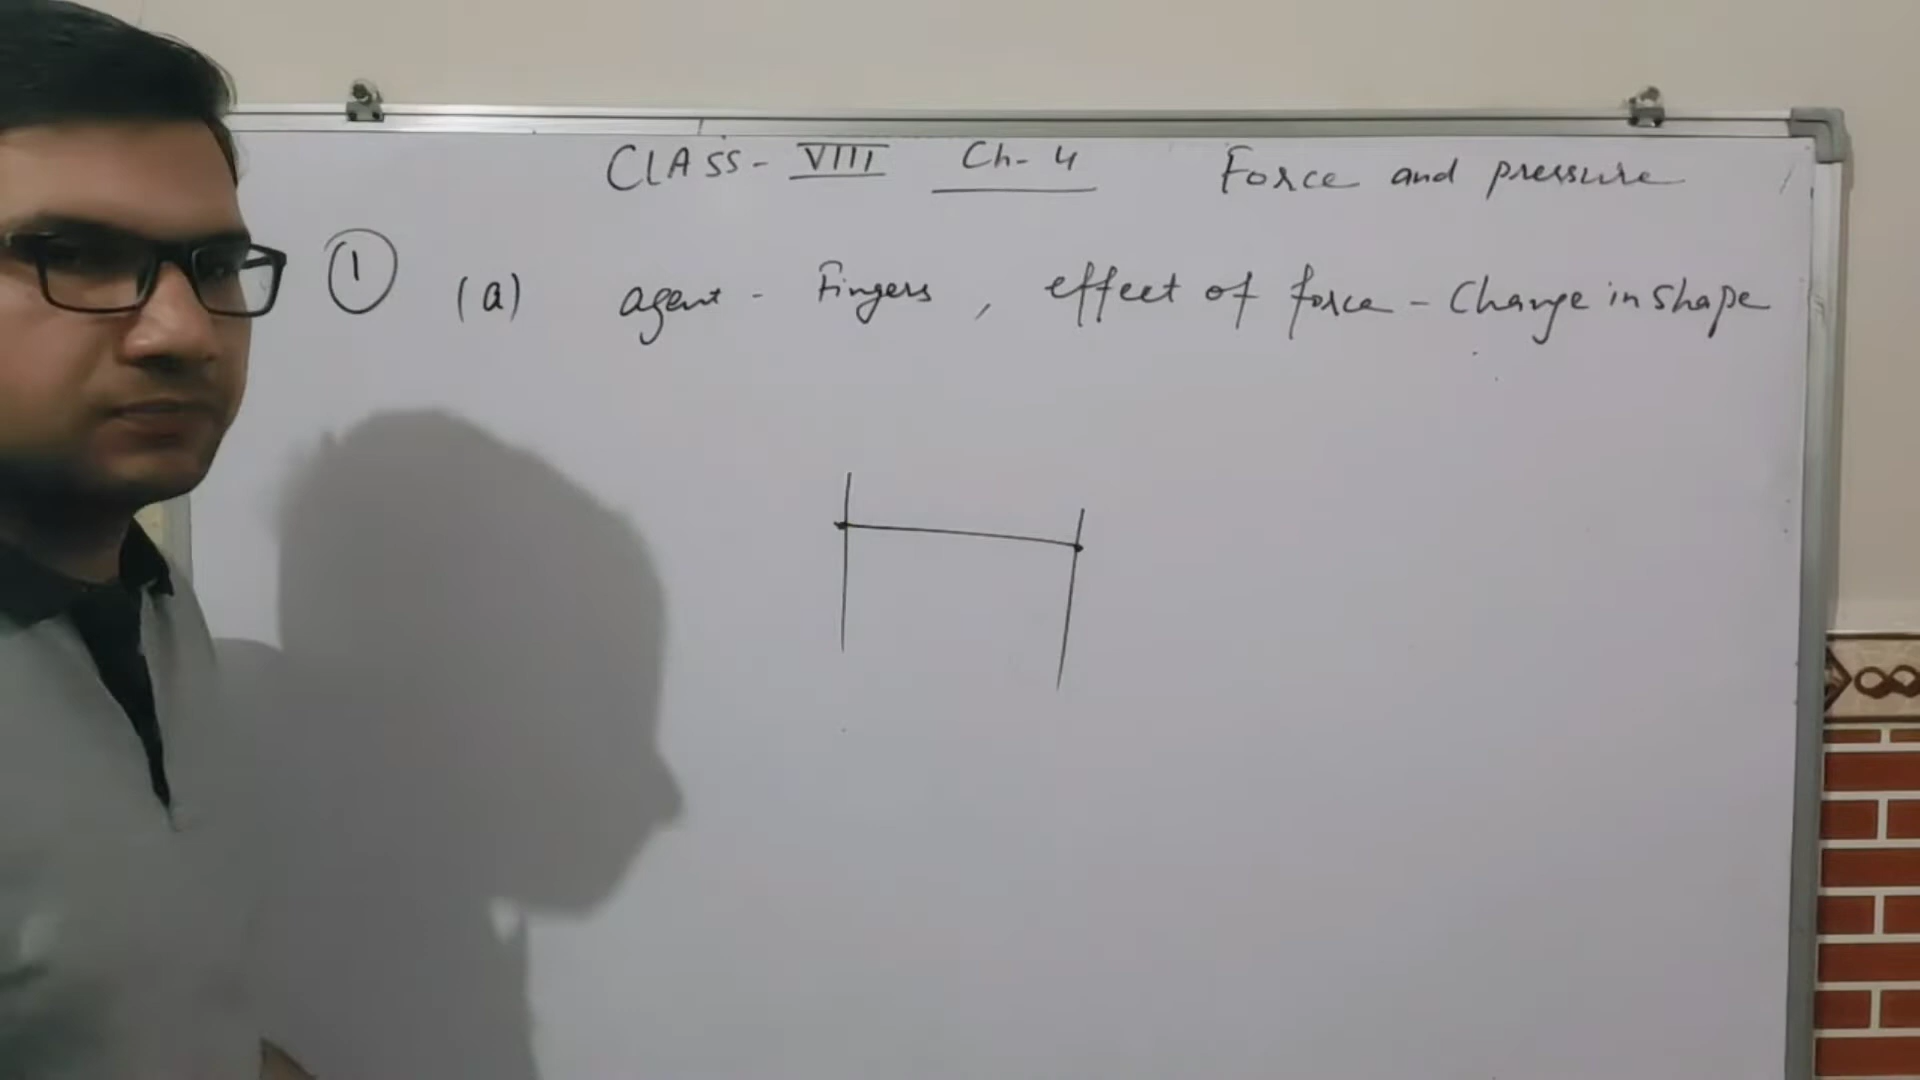 CLASS- VIII Ch-4 Force and pressure
1 (a) agent - Fingers, effect of force - Change in shape